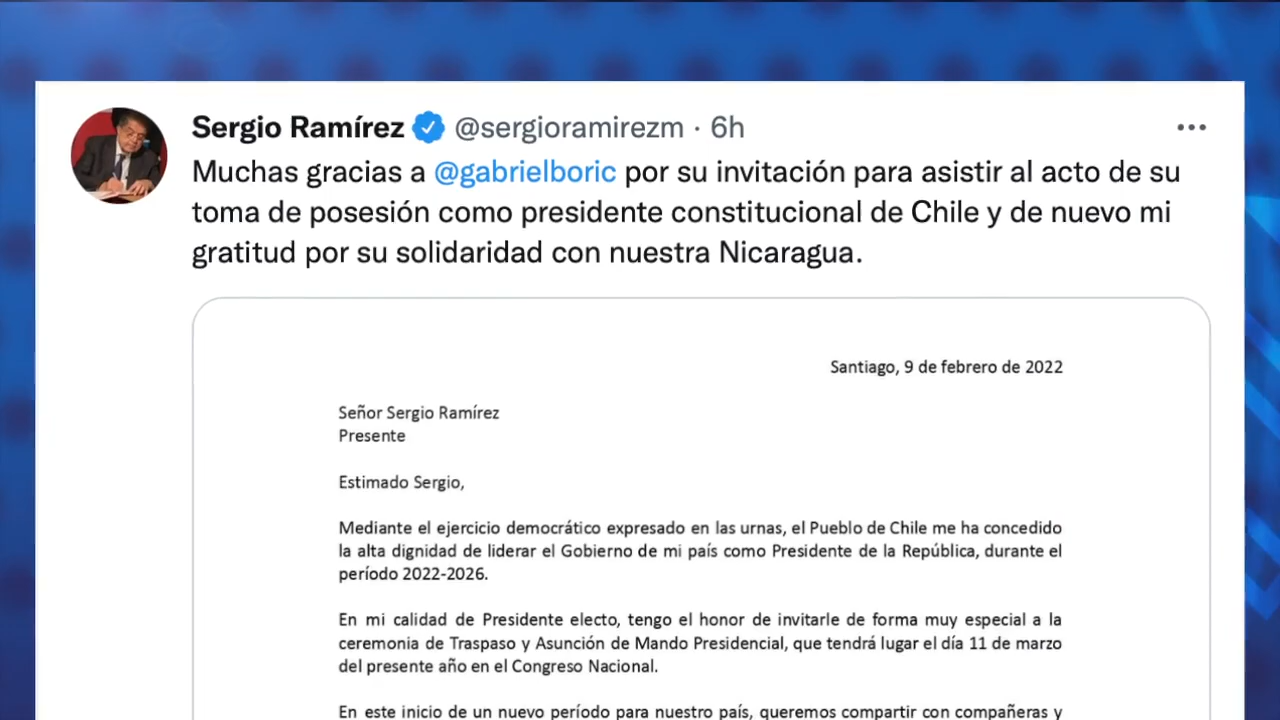 Sergio Ramírez @sergioramirezm · 6h
Muchas gracias a @gabrielboric por su invitación para asistir al acto de su
toma de posesión como presidente constitucional de Chile y de nuevo mi
gratitud por su solidaridad con nuestra Nicaragua.
Santiago, 9 de febrero de 2022
Señor Sergio Ramírez
Presente
Estimado Sergio,
Mediante el ejercicio democrático expresado en las urnas, el Pueblo de Chile me ha concedido
la alta dignidad de liderar el Gobierno de mi país como Presidente de la República, durante el
período 2022-2026.
En mi calidad de Presidente electo, tengo el honor de invitarle de forma muy especial a la
ceremonia de Traspaso y Asunción de Mando Presidencial, que tendrá lugar el día 11 de marzo
del presente año en el Congreso Nacional.
En este inicio de un nuevo período para nuestro país, queremos compartir con compañeras y